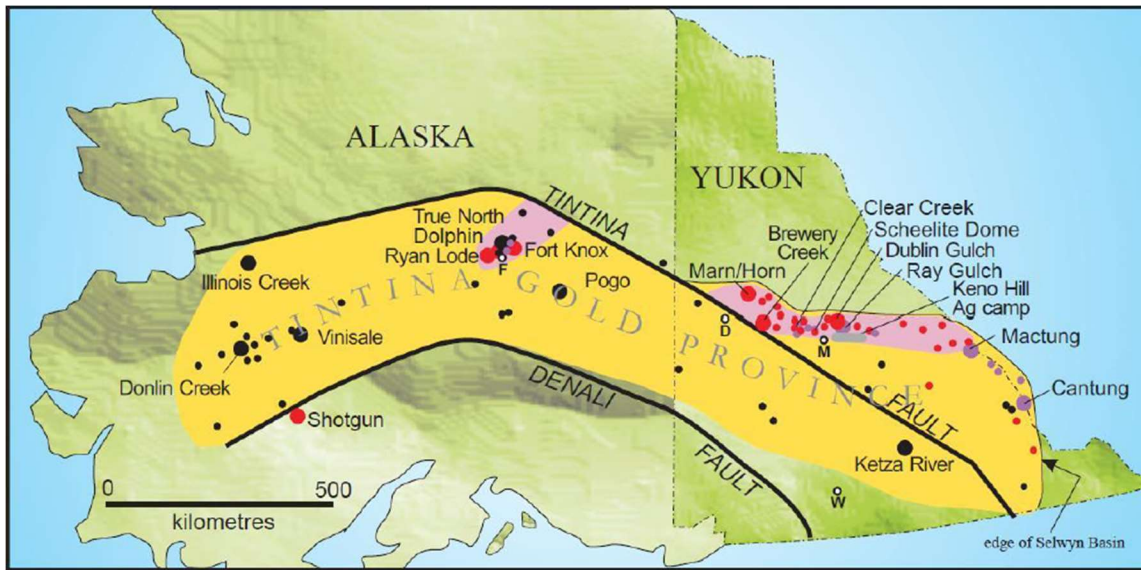 ALASKA
YUKON
TINTINA
FAULT
DENALI
FAULT
TINTINA GOLD PROVINCE
True North
Dolphin
Ryan Lode
Fort Knox
F
Pogo
Illinois Creek
Vinisale
Donlin Creek
Shotgun
Clear Creek
Scheelite Dome
Dublin Gulch
Ray Gulch
Keno Hill
Ag camp
Brewery
Creek
Marn/Horn
Mactung
Cantung
D
M
Ketza River
W
0 500
kilometres
edge of Selwyn Basin